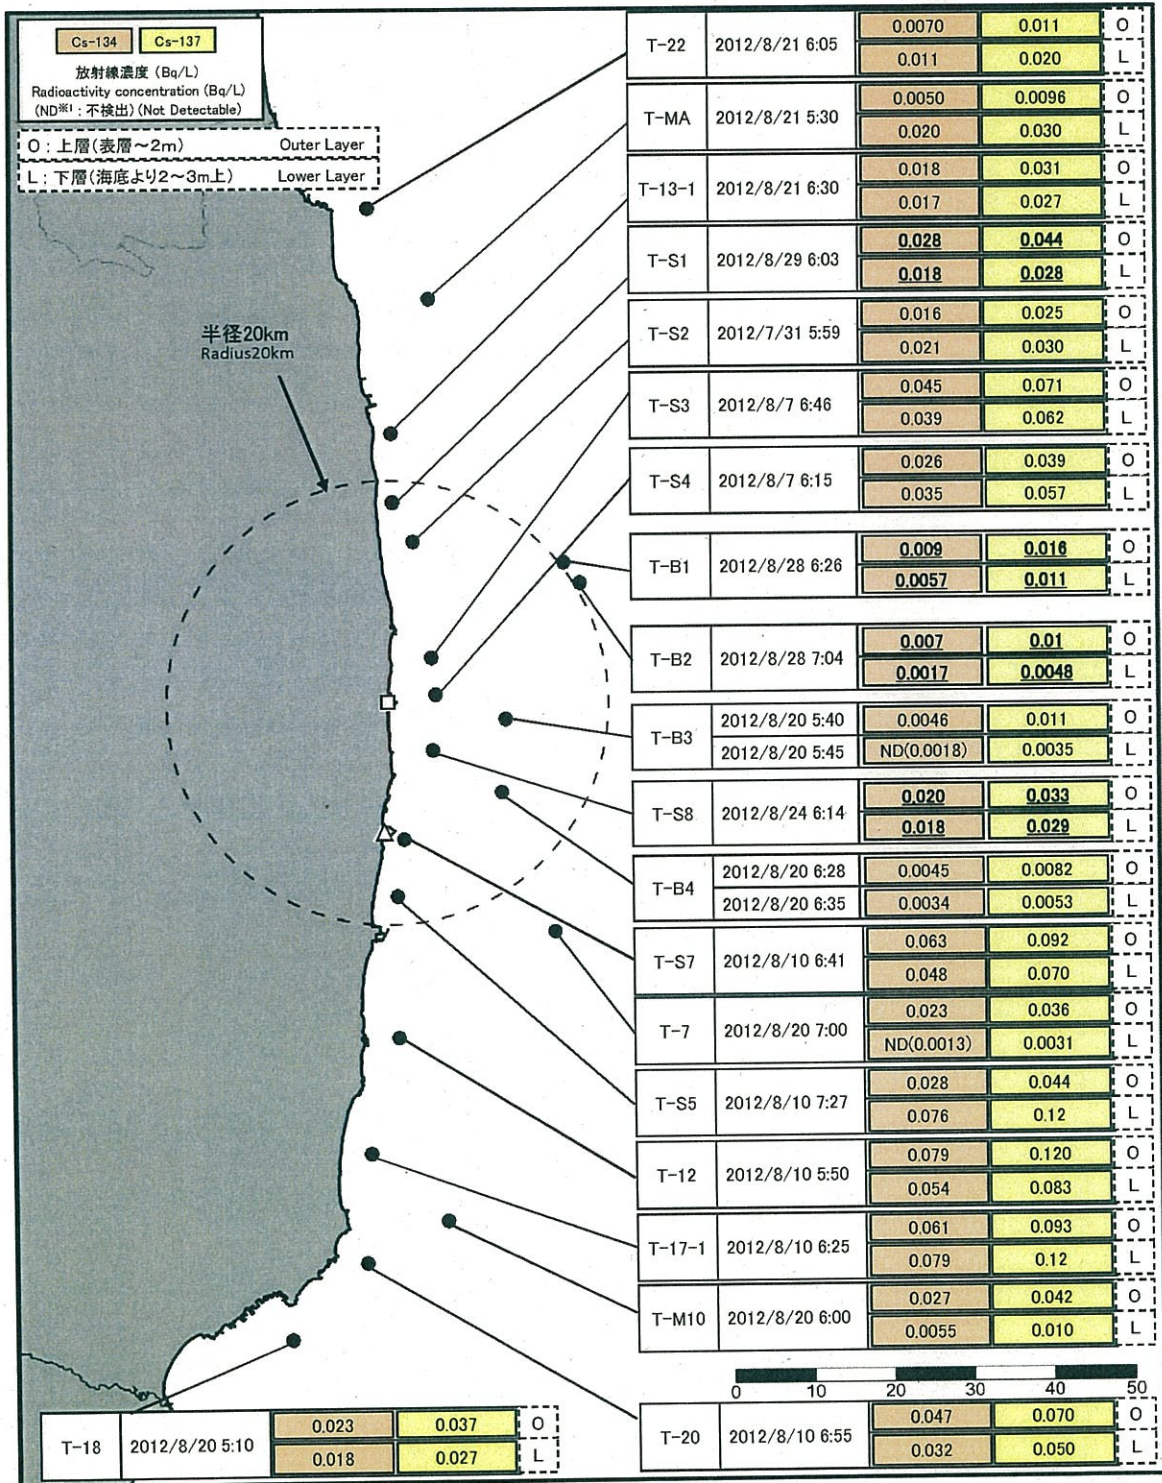 Cs-134 Cs-137
放射線濃度 (Bq/L)
Radioactivity concentration (Bq/L)
(ND※1 : 不検出) (Not Detectable)
O : 上層(表層～2m) Outer Layer
L : 下層(海底より2～3m上) Lower Layer
半径20km
Radius20km
T-22 2012/8/21 6:05 0.0070 0.011 O
0.011 0.020 L
T-MA 2012/8/21 5:30 0.0050 0.0096 O
0.020 0.030 L
T-13-1 2012/8/21 6:30 0.018 0.031 O
0.017 0.027 L
T-S1 2012/8/29 6:03 0.028 0.044 O
0.018 0.028 L
T-S2 2012/7/31 5:59 0.016 0.025 O
0.021 0.030 L
T-S3 2012/8/7 6:46 0.045 0.071 O
0.039 0.062 L
T-S4 2012/8/7 6:15 0.026 0.039 O
0.035 0.057 L
T-B1 2012/8/28 6:26 0.009 0.016 O
0.0057 0.011 L
T-B2 2012/8/28 7:04 0.007 0.01 O
0.0017 0.0048 L
T-B3 2012/8/20 5:40 0.0046 0.011 O
2012/8/20 5:45 ND(0.0018) 0.0035 L
T-S8 2012/8/24 6:14 0.020 0.033 O
0.018 0.029 L
T-B4 2012/8/20 6:28 0.0045 0.0082 O
2012/8/20 6:35 0.0034 0.0053 L
T-S7 2012/8/10 6:41 0.063 0.092 O
0.048 0.070 L
T-7 2012/8/20 7:00 0.023 0.036 O
ND(0.0013) 0.0031 L
T-S5 2012/8/10 7:27 0.028 0.044 O
0.076 0.12 L
T-12 2012/8/10 5:50 0.079 0.120 O
0.054 0.083 L
T-17-1 2012/8/10 6:25 0.061 0.093 O
0.079 0.12 L
T-M10 2012/8/20 6:00 0.027 0.042 O
0.0055 0.010 L
0 10 20 30 40 50
T-18 2012/8/20 5:10 0.023 0.037 O
0.018 0.027 L
T-20 2012/8/10 6:55 0.047 0.070 O
0.032 0.050 L